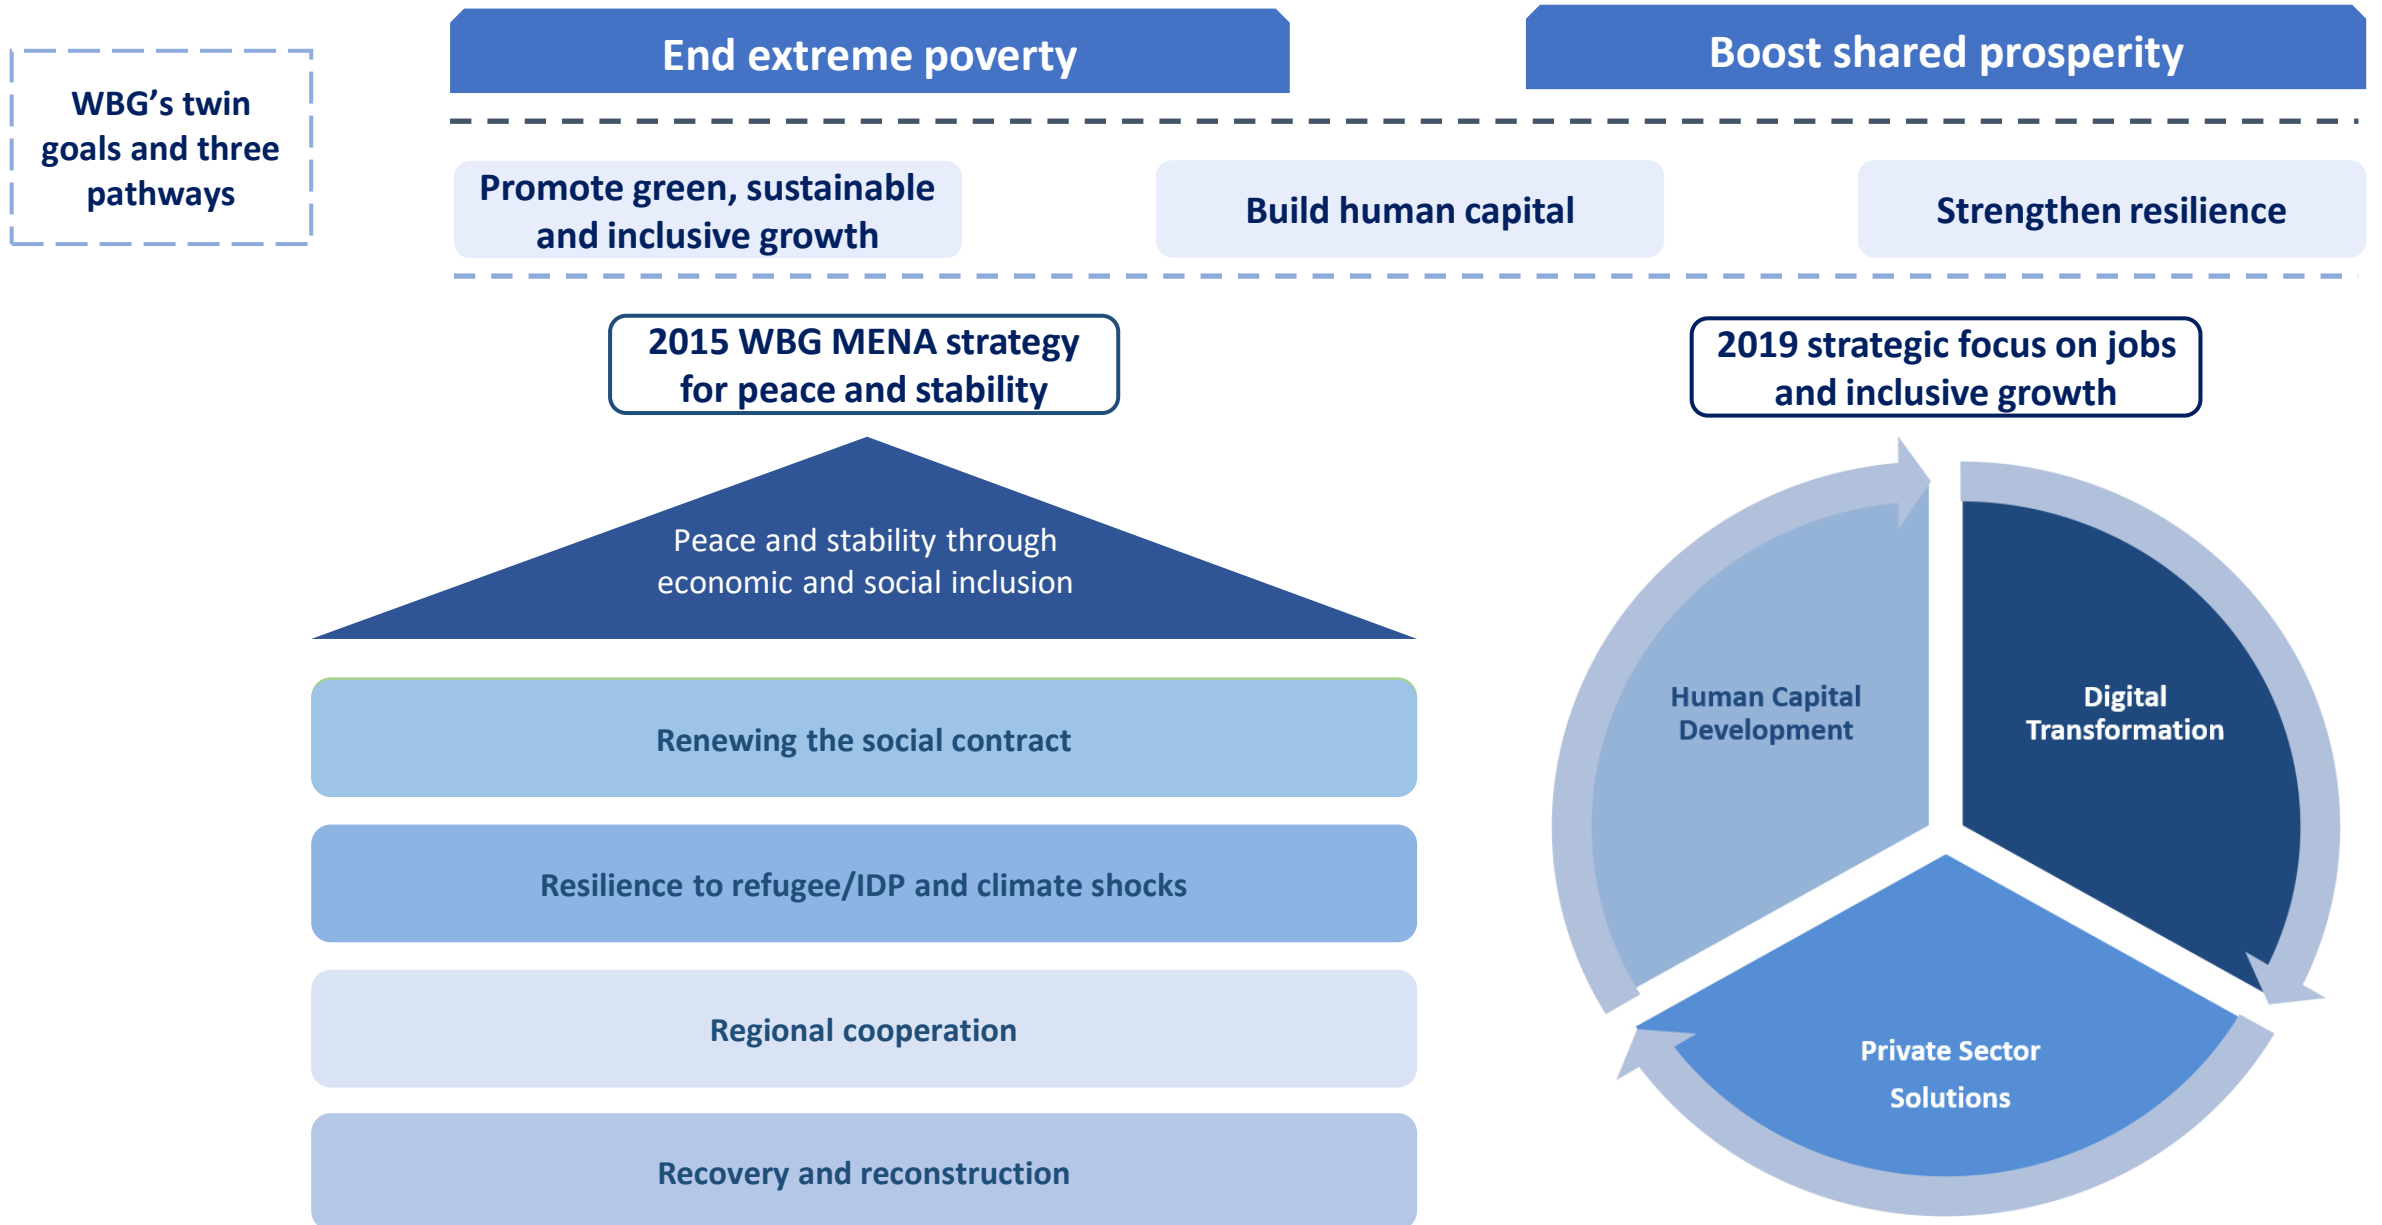 WBG’s twin
goals and three
pathways
End extreme poverty
Boost shared prosperity
Promote green, sustainable
and inclusive growth
Build human capital
Strengthen resilience
2015 WBG MENA strategy
for peace and stability
Peace and stability through
economic and social inclusion
Renewing the social contract
Resilience to refugee/IDP and climate shocks
Regional cooperation
Recovery and reconstruction
2019 strategic focus on jobs
and inclusive growth
Human Capital
Development
Digital
Transformation
Private Sector
Solutions